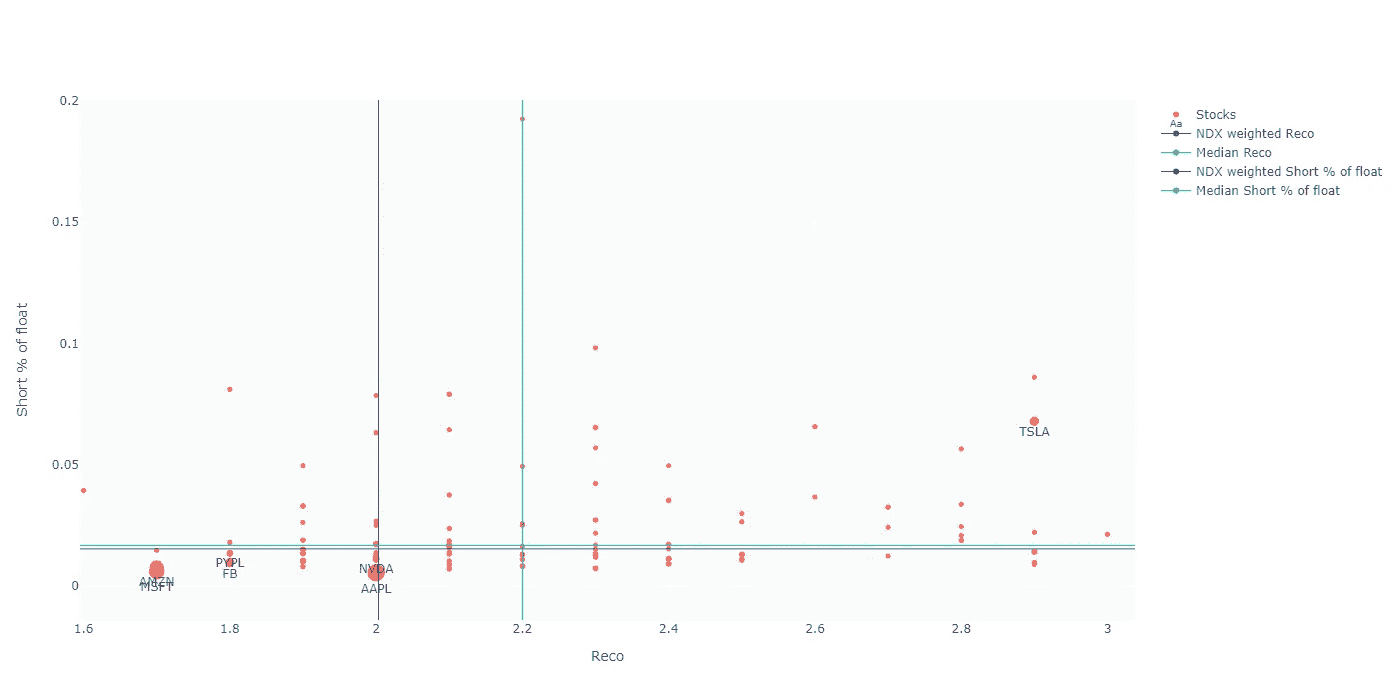 0.2
0.15
0.1
0.05
0
Short % of float
1.6
1.8
2
2.2
2.4
2.6
2.8
3
Reco
AMZN
MSFT
PYPL
FB
NVDA
AAPL
TSLA
Aa
Stocks
NDX weighted Reco
Median Reco
NDX weighted Short % of float
Median Short % of float